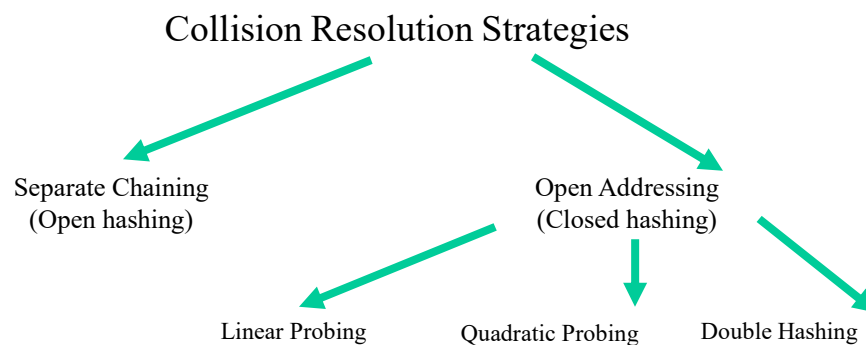 Collision Resolution Strategies
Separate Chaining
(Open hashing)
Open Addressing
(Closed hashing)
Linear Probing
Quadratic Probing
Double Hashing